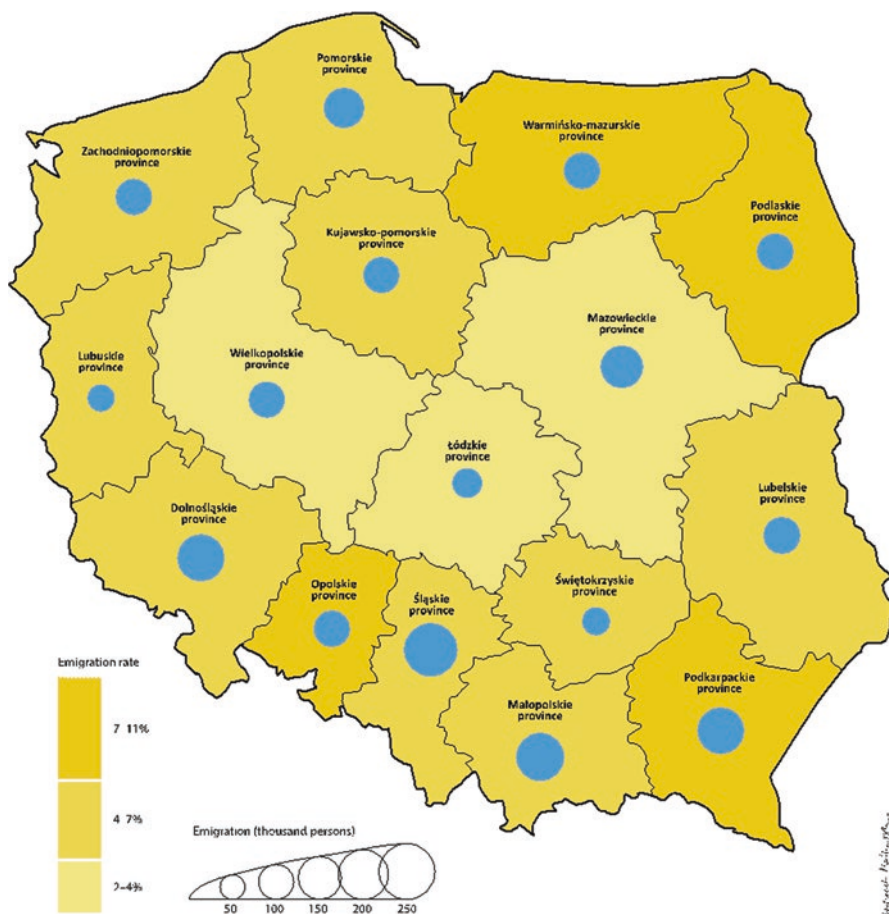 Pomorskie
province
Warmińsko-mazurskie
province
Zachodniopomorskie
province
Podlaskie
province
Kujawsko-pomorskie
province
Mazowieckie
province
Lubuskie
province
Wielkopolskie
province
Łódzkie
province
Lubelskie
province
Dolnośląskie
province
Opolskie
province
Śląskie
province
Świętokrzyskie
province
Podkarpackie
province
Małopolskie
province
Emigration rate
7 11%
4 7%
2–4%
Emigration (thousand persons)
50 100 150 200 250